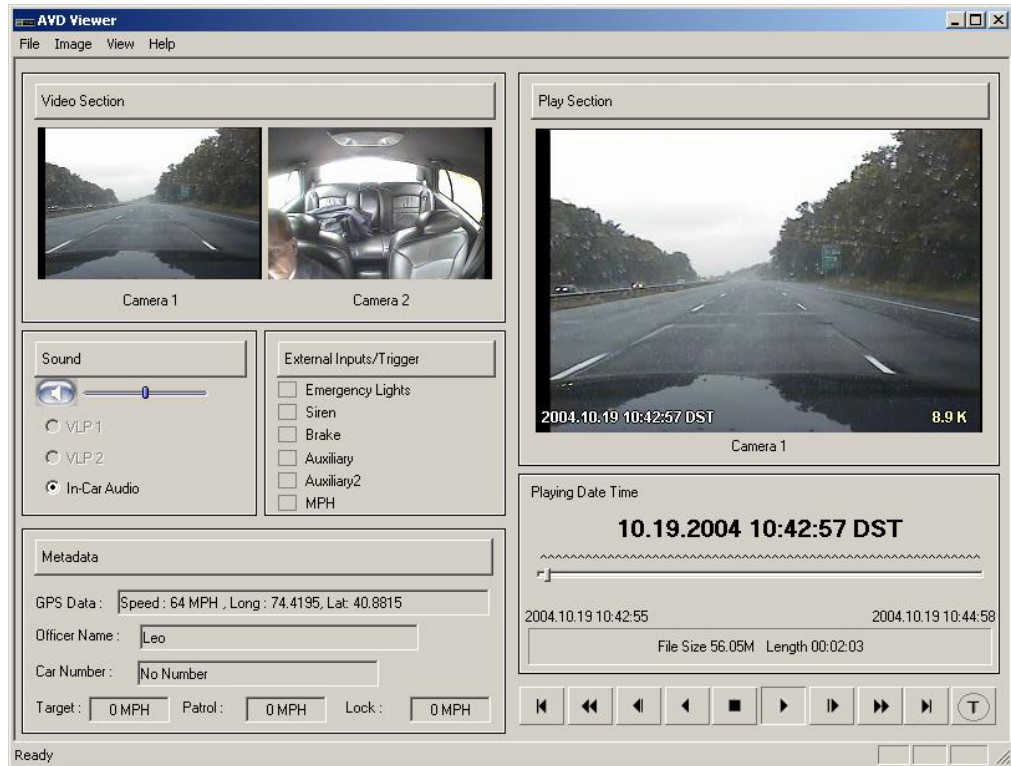 AVD Viewer
File Image View Help
Video Section
Camera 1
Camera 2
Sound
VLP 1
VLP 2
In-Car Audio
External Inputs/Trigger
Emergency Lights
Siren
Brake
Auxiliary
Auxiliary2
MPH
Metadata
GPS Data : Speed : 64 MPH , Long : 74.4195, Lat: 40.8815
Officer Name : Leo
Car Number : No Number
Target : 0 MPH Patrol : 0 MPH Lock : 0 MPH
Play Section
2004.10.19 10:42:57 DST 8.9 K
Camera 1
Playing Date Time
10.19.2004 10:42:57 DST
2004.10.19 10:42:55 2004.10.19 10:44:58
File Size 56.05M Length 00:02:03
T
Ready